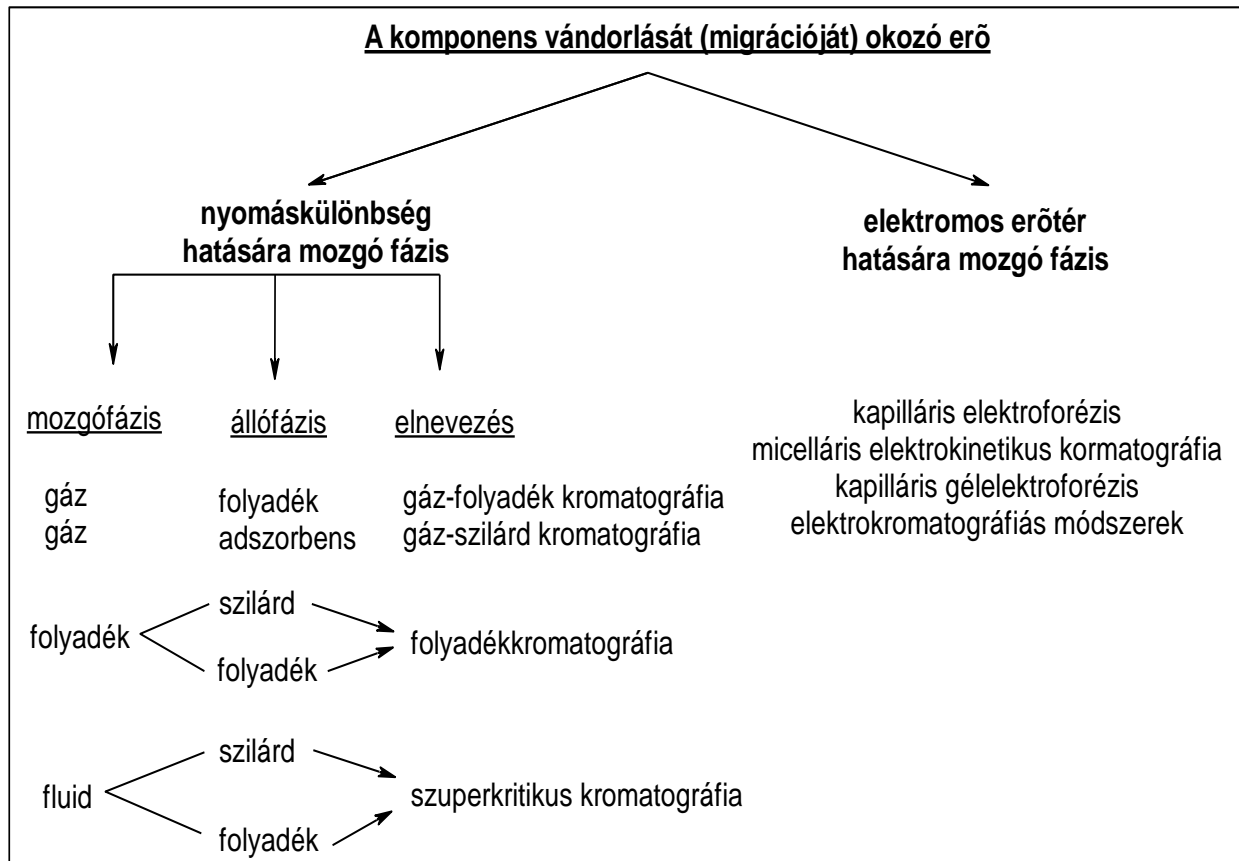 A komponens vándorlását (migrációját) okozó erõ
nyomáskülönbség
hatására mozgó fázis
elektromos erõtér
hatására mozgó fázis
mozgófázis állófázis elnevezés
gáz folyadék gáz-folyadék kromatográfia
gáz adszorbens gáz-szilárd kromatográfia
szilárd
folyadék folyadékkromatográfia
folyadék
szilárd
fluid szuperkritikus kromatográfia
folyadék
kapilláris elektroforézis
micelláris elektrokinetikus kormatográfia
kapilláris gélelektroforézis
elektrokromatográfiás módszerek